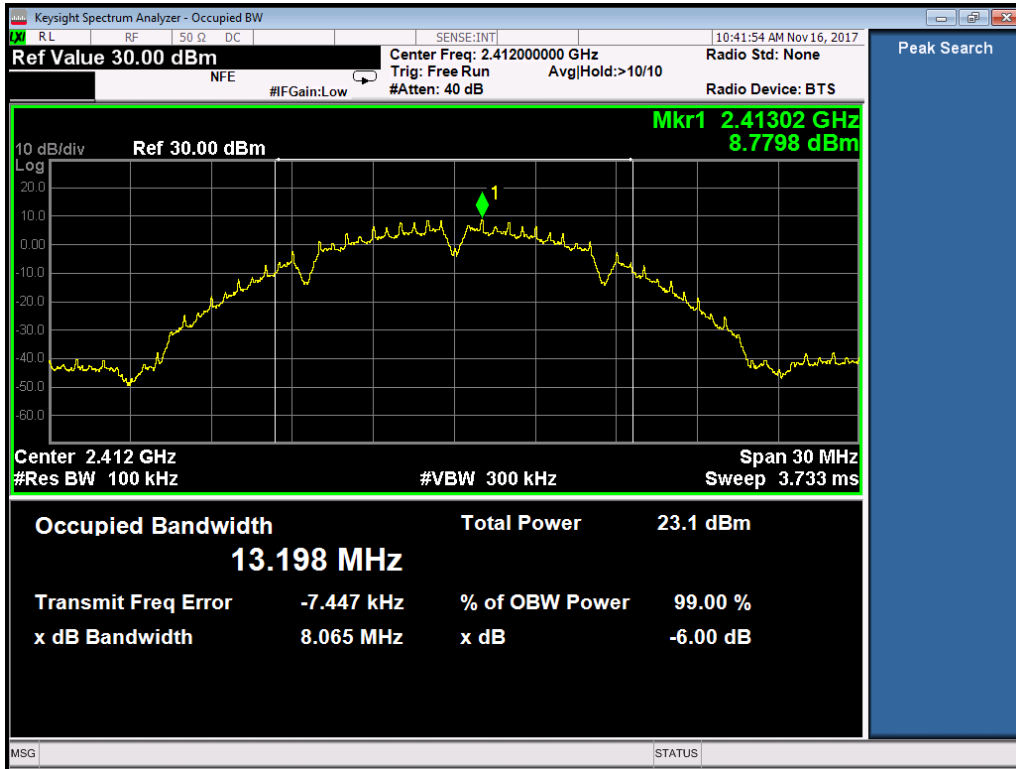 Keysight Spectrum Analyzer - Occupied BW
LXI RL RF 50 Ω DC SENSE:INT 10:41:54 AM Nov 16, 2017
Ref Value 30.00 dBm Center Freq: 2.412000000 GHz Radio Std: None
NFE Trig: Free Run Avg|Hold:>10/10
#IFGain:Low #Atten: 40 dB Radio Device: BTS
Peak Search
Mkr1 2.41302 GHz
8.7798 dBm
10 dB/div Ref 30.00 dBm
Log
20.0
1
10.0
0.00
-10.0
-20.0
-30.0
-40.0
-50.0
-60.0
Center 2.412 GHz Span 30 MHz
#Res BW 100 kHz #VBW 300 kHz Sweep 3.733 ms
Occupied Bandwidth Total Power 23.1 dBm
13.198 MHz
Transmit Freq Error -7.447 kHz % of OBW Power 99.00 %
x dB Bandwidth 8.065 MHz x dB -6.00 dB
MSG STATUS